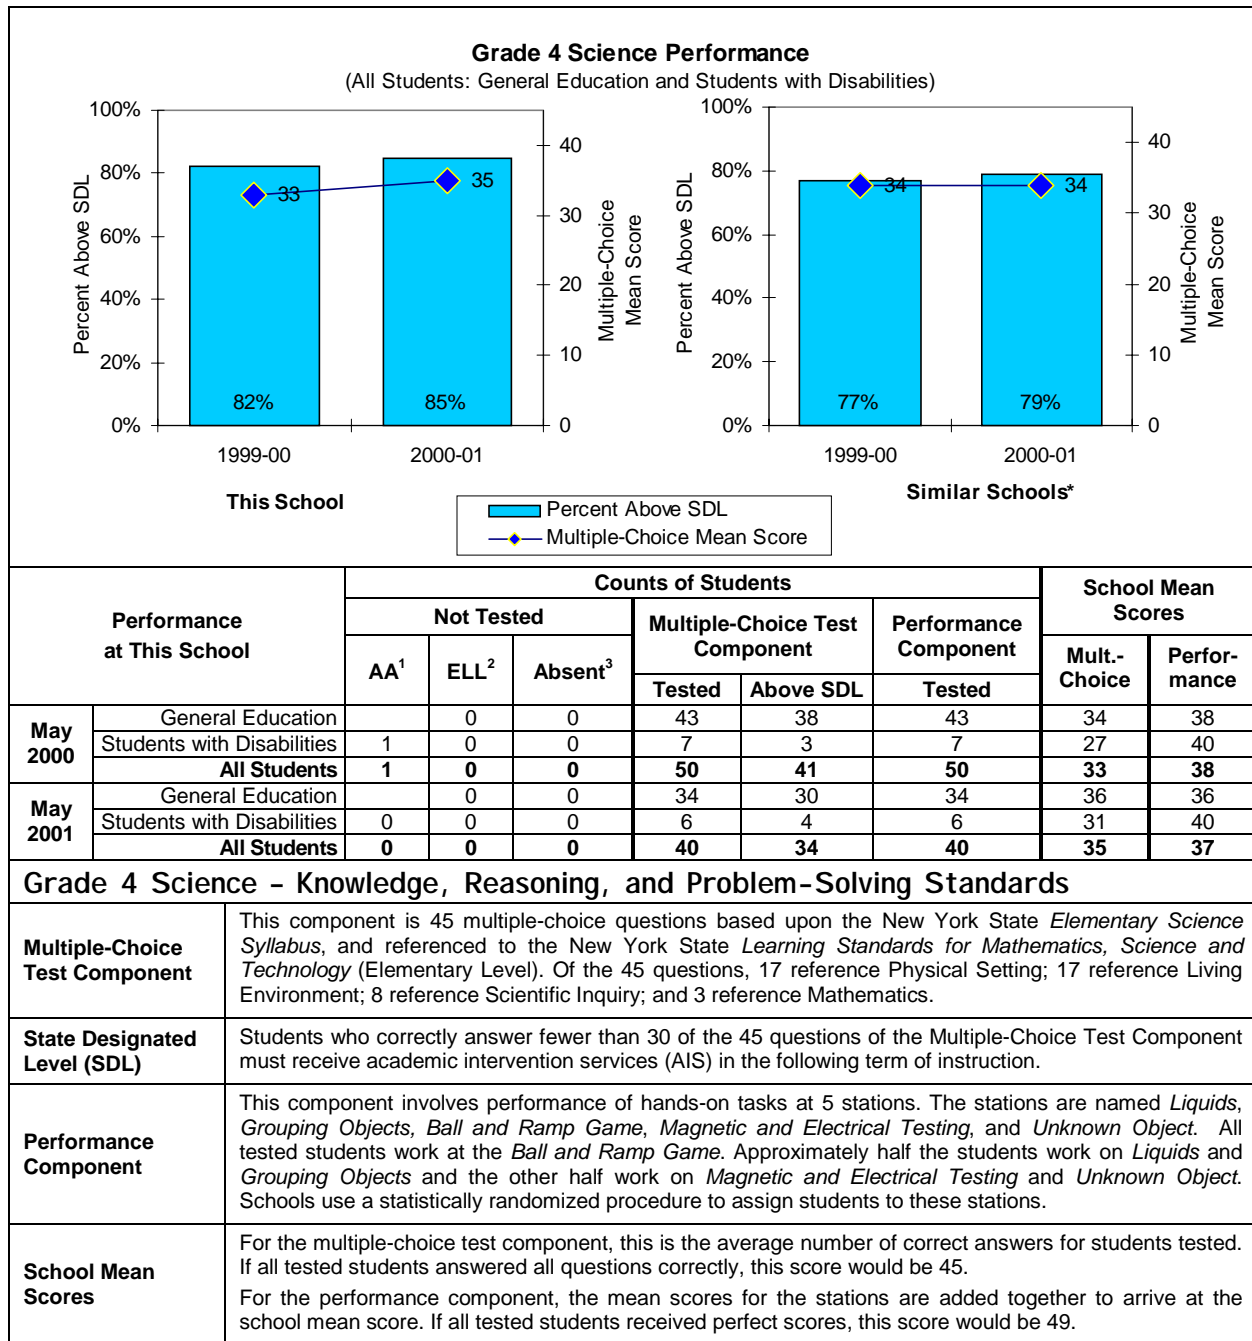 Grade 4 Science Performance
(All Students: General Education and Students with Disabilities)
100%
80%
60%
40%
20%
0%
Percent Above SDL
33
35
82%
85%
40
30
20
10
0
Multiple-Choice
Mean Score
1999-00
2000-01
This School
100%
80%
60%
40%
20%
0%
Percent Above SDL
34
34
77%
79%
40
30
20
10
0
Multiple-Choice
Mean Score
1999-00
2000-01
Similar Schools*
Percent Above SDL
Multiple-Choice Mean Score
Performance
at This School
Counts of Students
School Mean
Scores
Not Tested
Multiple-Choice Test
Component
Performance
Component
AA¹ ELL² Absent³
Mult.-
Choice
Perfor-
mance
Tested Above SDL Tested
May
2000
General Education 0 0 43 38 43 34 38
Students with Disabilities 1 0 0 7 3 7 27 40
All Students 1 0 0 50 41 50 33 38
May
2001
General Education 0 0 34 30 34 36 36
Students with Disabilities 0 0 0 6 4 6 31 40
All Students 0 0 0 40 34 40 35 37
Grade 4 Science – Knowledge, Reasoning, and Problem-Solving Standards
Multiple-Choice
Test Component
This component is 45 multiple-choice questions based upon the New York State Elementary Science
Syllabus, and referenced to the New York State Learning Standards for Mathematics, Science and
Technology (Elementary Level). Of the 45 questions, 17 reference Physical Setting; 17 reference Living
Environment; 8 reference Scientific Inquiry; and 3 reference Mathematics.
State Designated
Level (SDL)
Students who correctly answer fewer than 30 of the 45 questions of the Multiple-Choice Test Component
must receive academic intervention services (AIS) in the following term of instruction.
Performance
Component
This component involves performance of hands-on tasks at 5 stations. The stations are named Liquids,
Grouping Objects, Ball and Ramp Game, Magnetic and Electrical Testing, and Unknown Object. All
tested students work at the Ball and Ramp Game. Approximately half the students work on Liquids and
Grouping Objects and the other half work on Magnetic and Electrical Testing and Unknown Object.
Schools use a statistically randomized procedure to assign students to these stations.
School Mean
Scores
For the multiple-choice test component, this is the average number of correct answers for students tested.
If all tested students answered all questions correctly, this score would be 45.
For the performance component, the mean scores for the stations are added together to arrive at the
school mean score. If all tested students received perfect scores, this score would be 49.